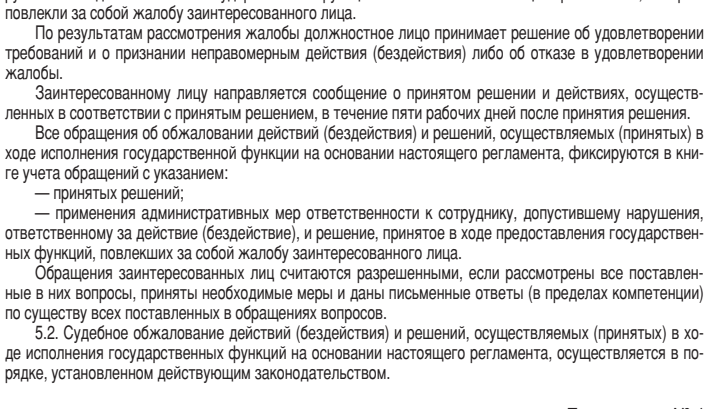 повлекли за собой жалобу заинтересованного лица.
По результатам рассмотрения жалобы должностное лицо принимает решение об удовлетворении
требований и о признании неправомерным действия (бездействия) либо об отказе в удовлетворении
жалобы.
Заинтересованному лицу направляется сообщение о принятом решении и действиях, осуществ-
ленных в соответствии с принятым решением, в течение пяти рабочих дней после принятия решения.
Все обращения об обжаловании действий (бездействия) и решений, осуществляемых (принятых) в
ходе исполнения государственной функции на основании настоящего регламента, фиксируются в кни-
ге учета обращений с указанием:
— принятых решений;
— применения административных мер ответственности к сотруднику, допустившему нарушения,
ответственному за действие (бездействие), и решение, принятое в ходе предоставления государствен-
ных функций, повлекших за собой жалобу заинтересованного лица.
Обращения заинтересованных лиц считаются разрешенными, если рассмотрены все поставлен-
ные в них вопросы, приняты необходимые меры и даны письменные ответы (в пределах компетенции)
по существу всех поставленных в обращениях вопросов.
5.2. Судебное обжалование действий (бездействия) и решений, осуществляемых (принятых) в хо-
де исполнения государственных функций на основании настоящего регламента, осуществляется в по-
рядке, установленном действующим законодательством.